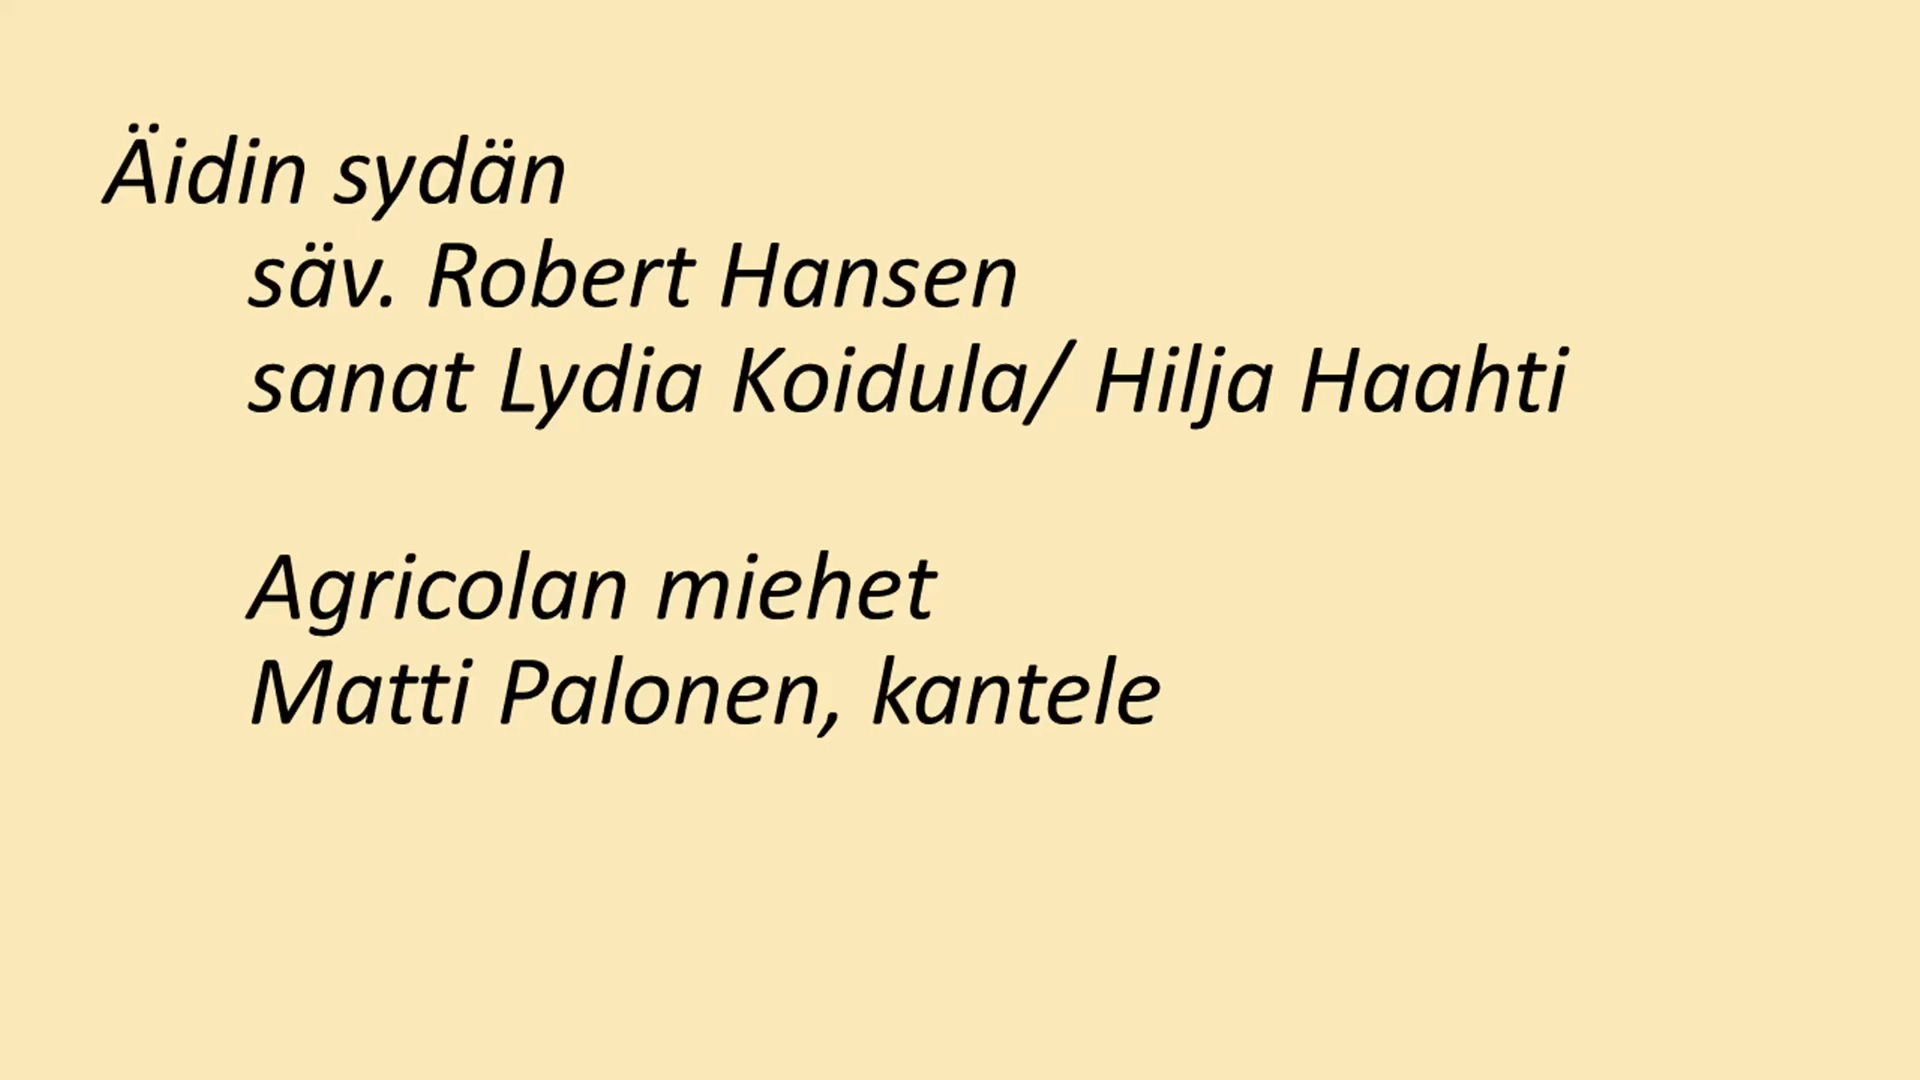 Äidin sydän
säv. Robert Hansen
sanat Lydia Koidula/ Hilja Haahti
Agricolan miehet
Matti Palonen, kantele